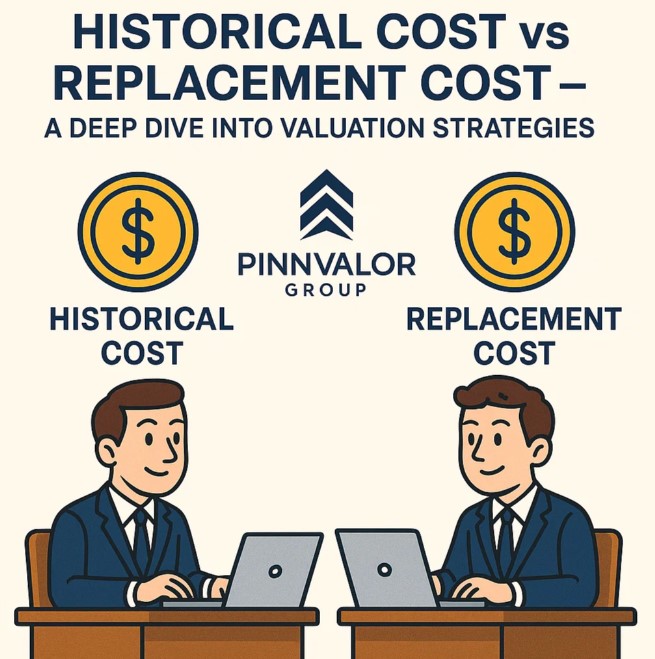 HISTORICAL COST vs
REPLACEMENT COST –
A DEEP DIVE INTO VALUATION STRATEGIES
$
$
PINNVALOR
GROUP
HISTORICAL
COST
REPLACEMENT
COST